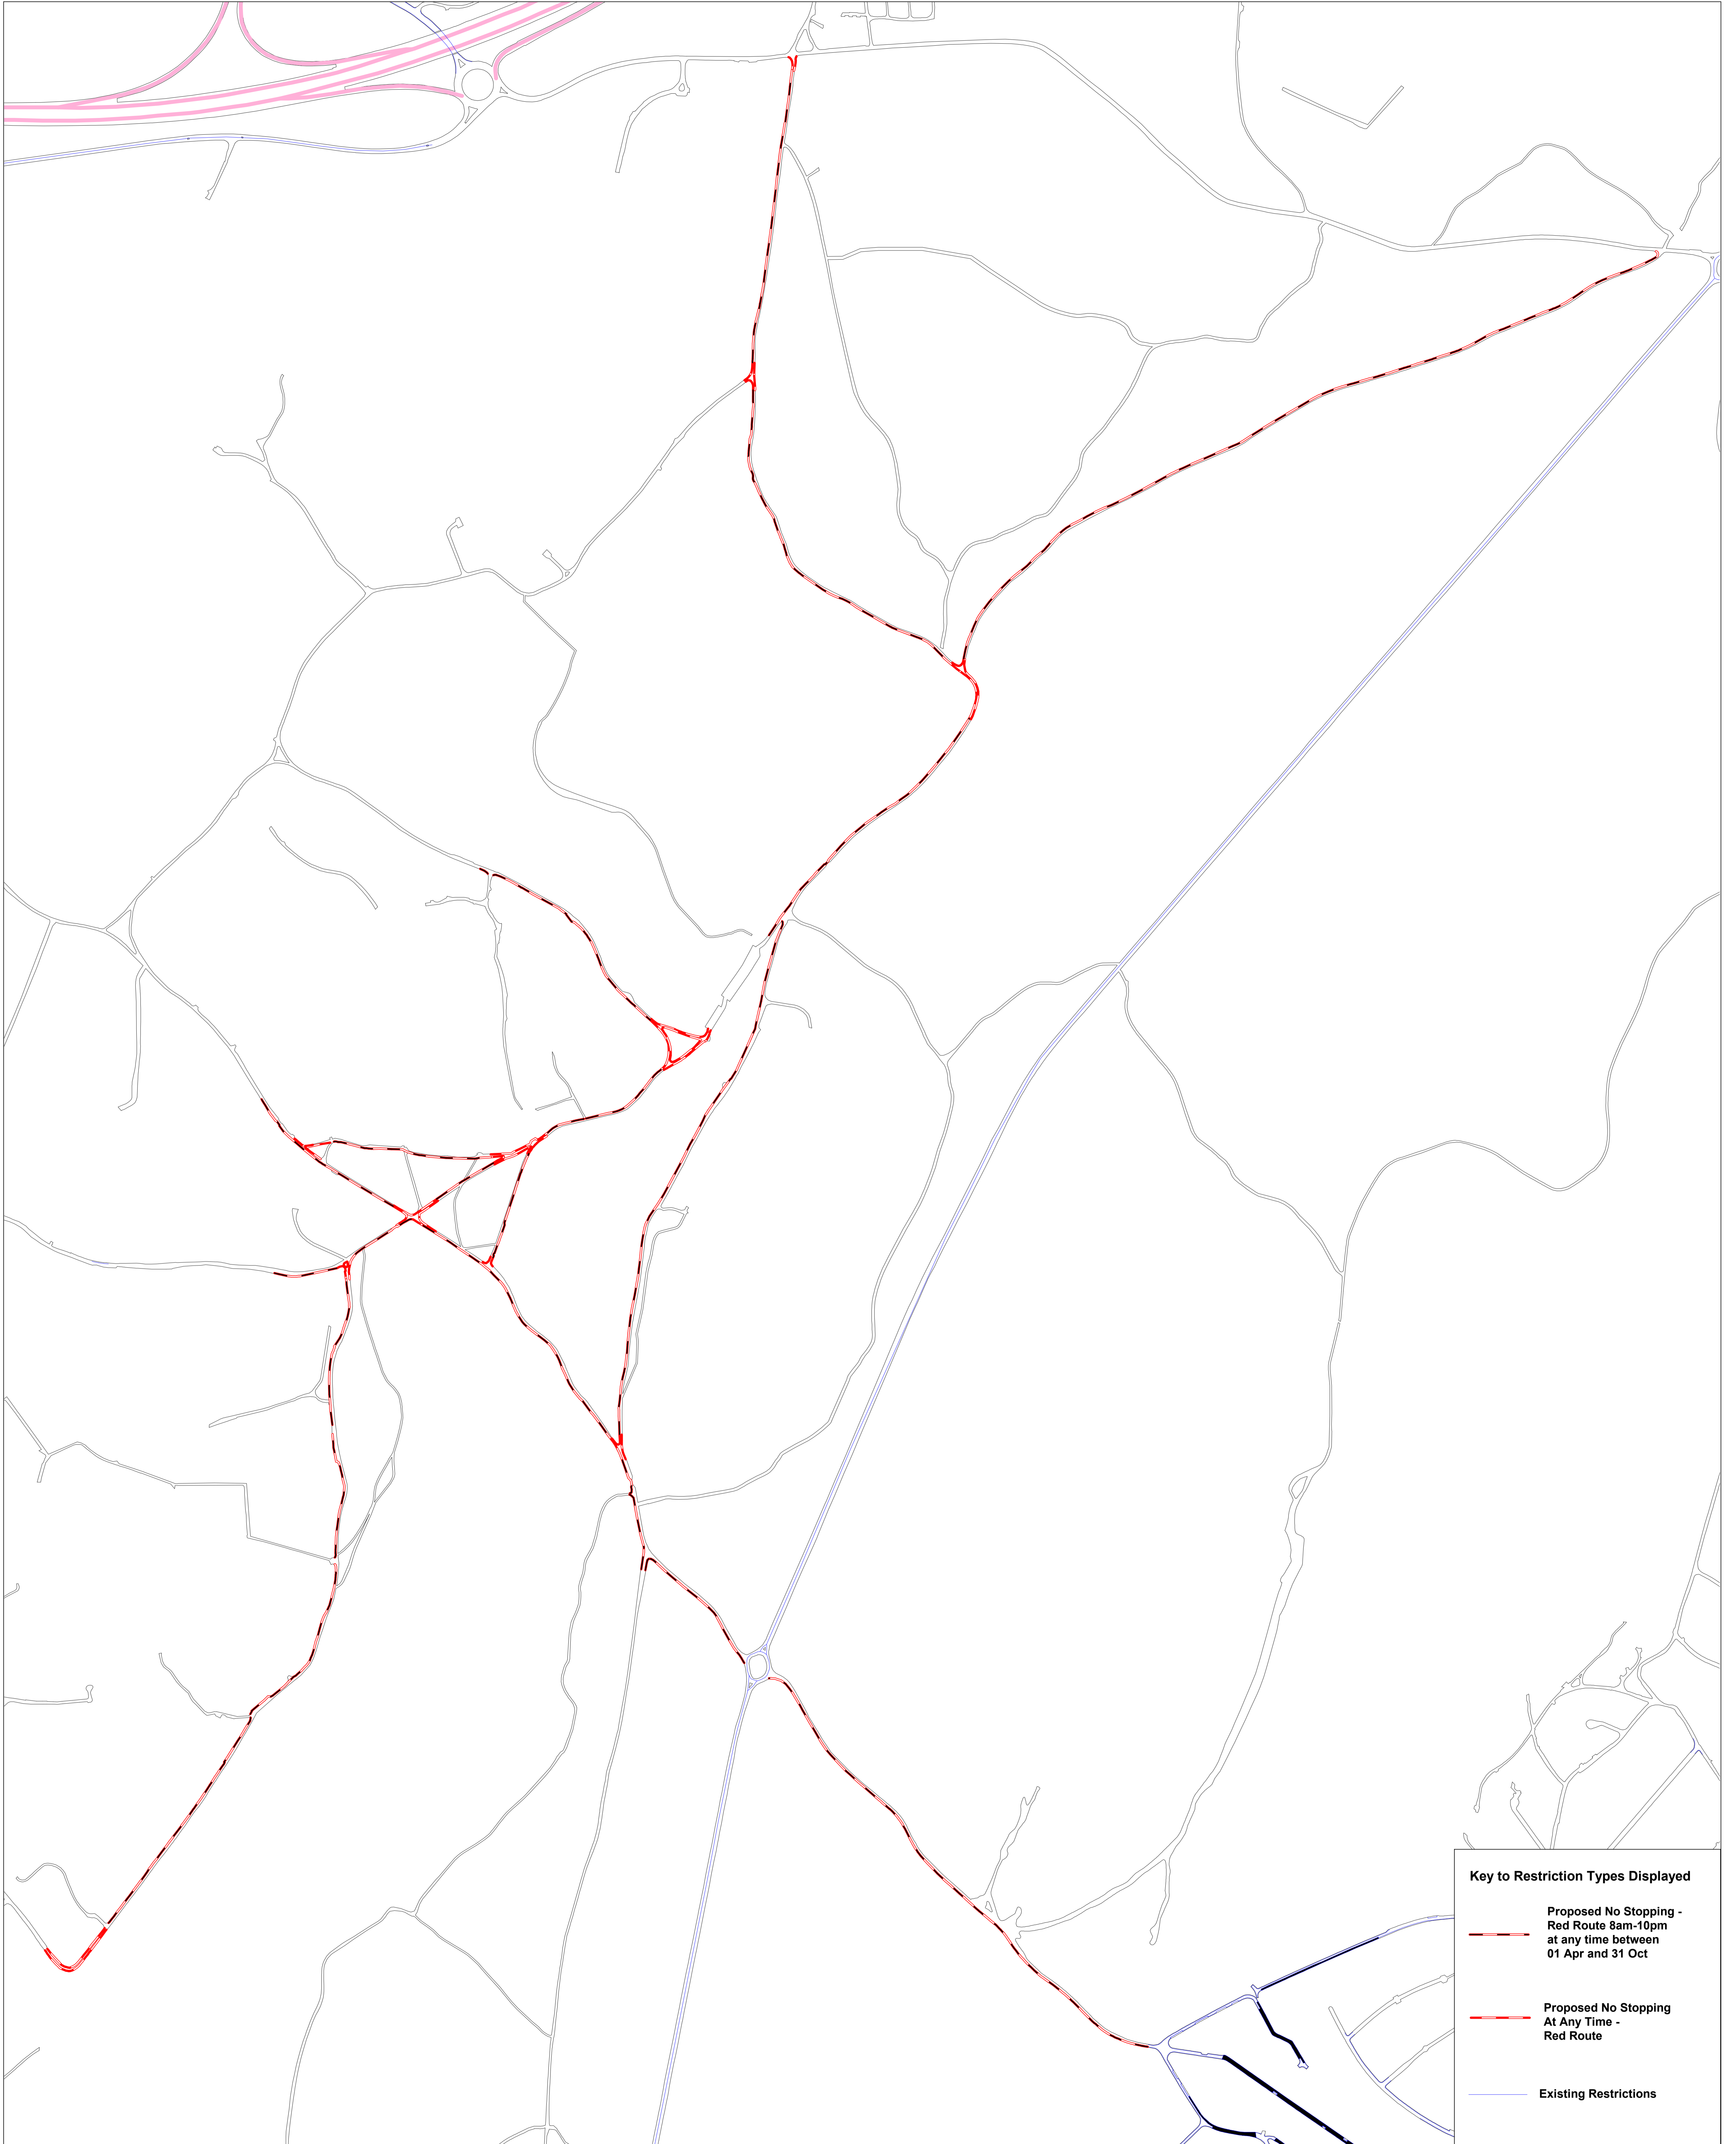 Key to Restriction Types Displayed
Proposed No Stopping -
Red Route 8am-10pm
at any time between
01 Apr and 31 Oct
Proposed No Stopping
At Any Time -
Red Route
Existing Restrictions